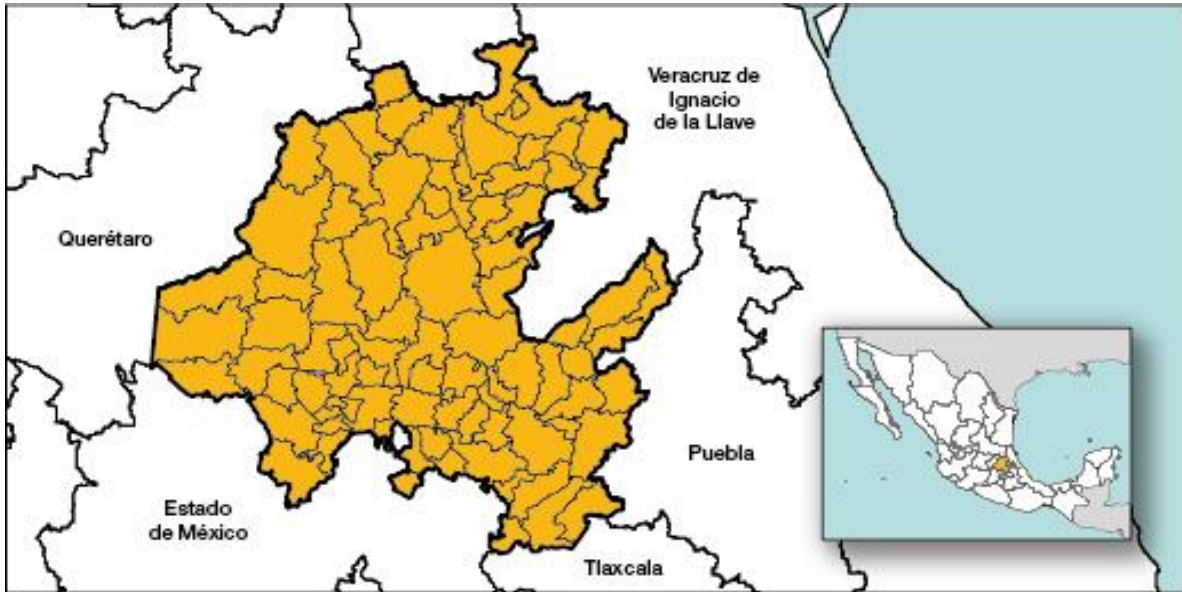 Veracruz de
Ignacio
de la Llave
Querétaro
Puebla
Estado
de México
Tlaxcala